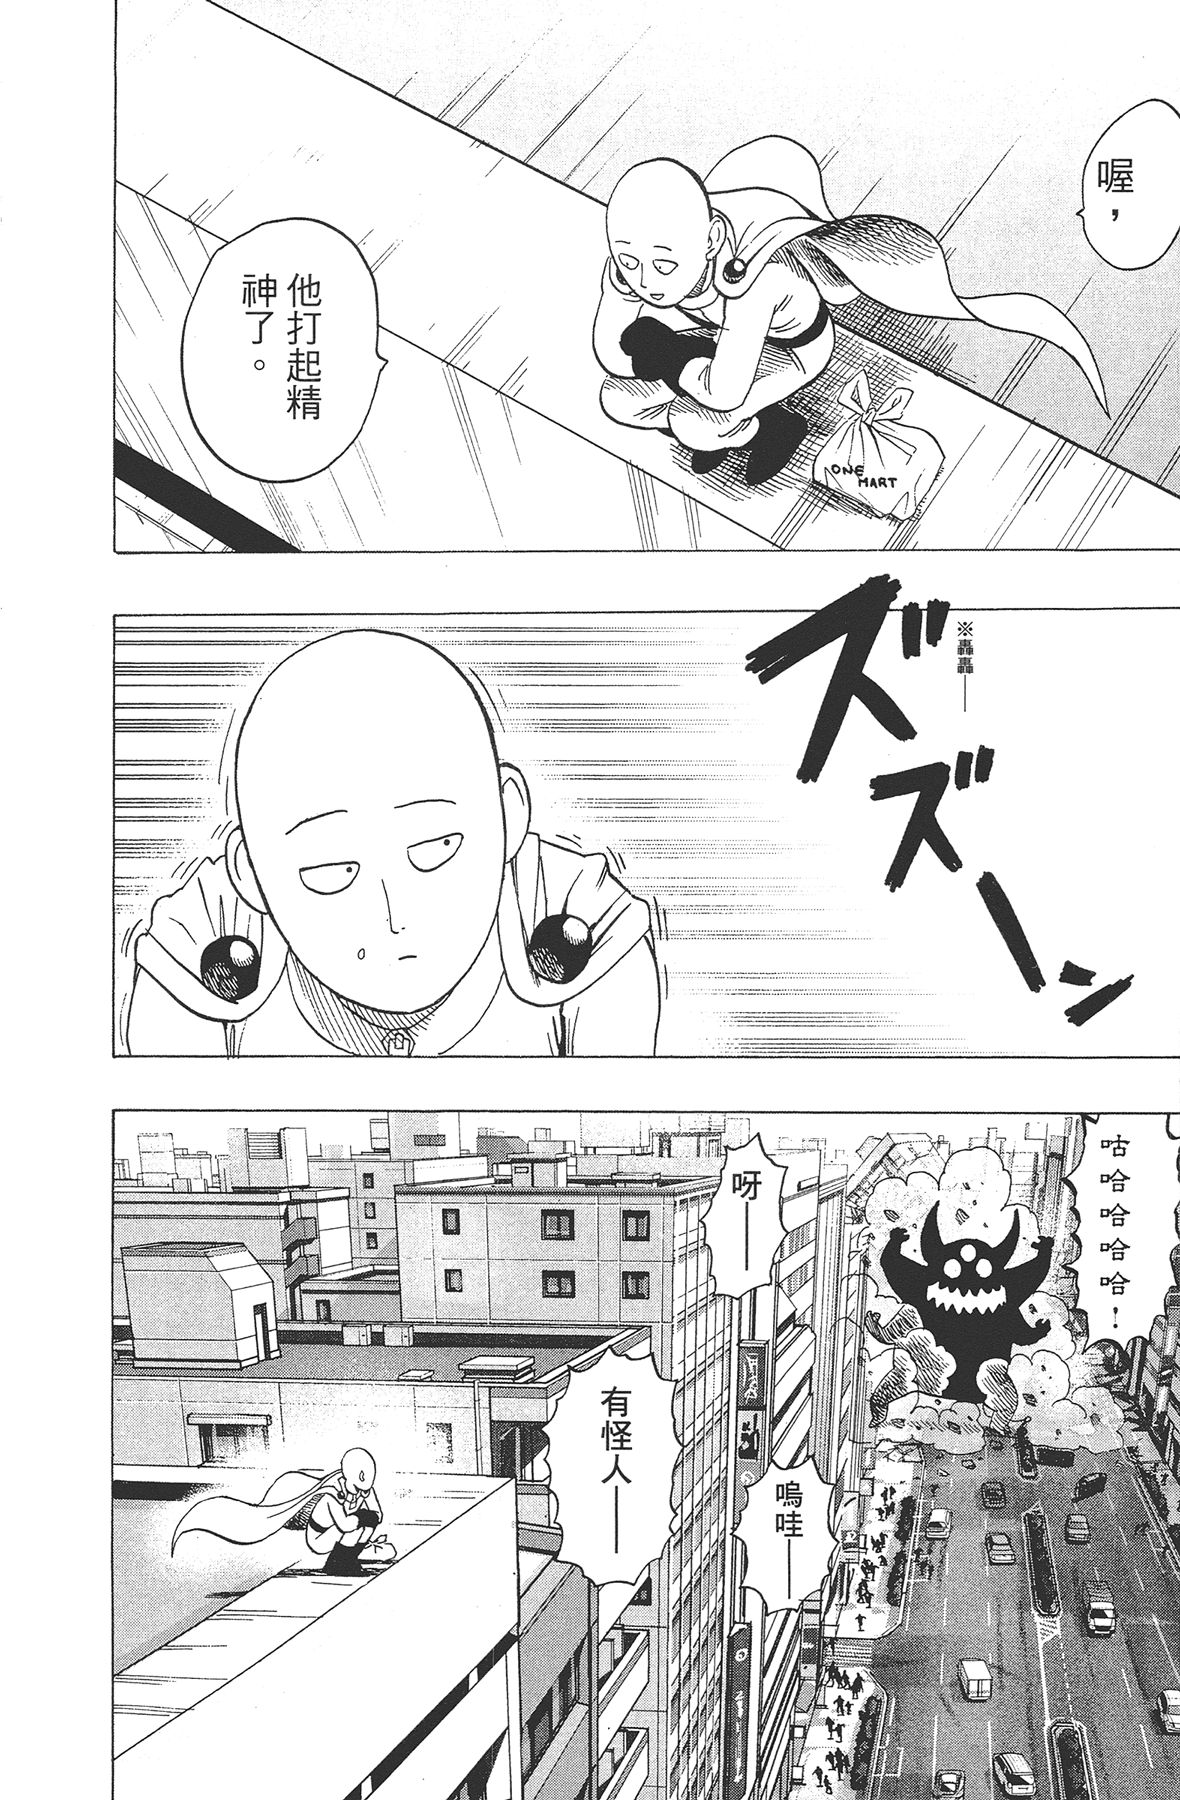 喔，
他打起精
神了。
ONE
MART
※轟轟——
ズズズーン
咕哈哈哈哈！
呀——
有怪人——
嗚哇——